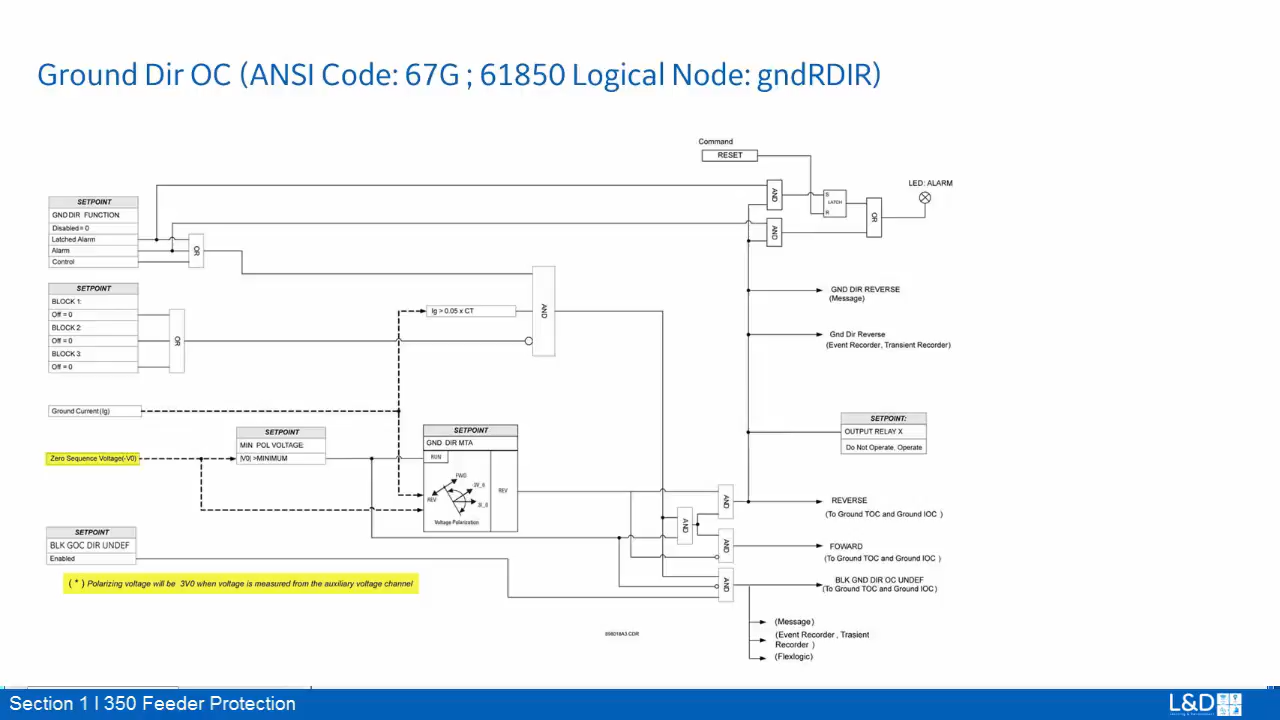 Ground Dir OC (ANSI Code: 67G ; 61850 Logical Node: gndRDIR)
Command
RESET
LED: ALARM
AND
S
LATCH
R
OR
AND
SETPOINT
GND DIR FUNCTION
Disabled = 0
Latched Alarm
Alarm
Control
OR
SETPOINT
BLOCK 1:
Off = 0
BLOCK 2:
Off = 0
BLOCK 3:
Off = 0
OR
Ig > 0.05 x CT
AND
GND DIR REVERSE
(Message)
Gnd Dir Reverse
(Event Recorder, Transient Recorder)
Ground Current (Ig)
SETPOINT
MIN POL VOLTAGE:
|V0| >MINIMUM
Zero Sequence Voltage(-V0)
SETPOINT
GND DIR MTA
RUN
FWD
-3V_0
REV
3I_0
Voltage Polarization
REV
SETPOINT:
OUTPUT RELAY X
Do Not Operate, Operate
AND
REVERSE
(To Ground TOC and Ground IOC )
AND
AND
FOWARD
(To Ground TOC and Ground IOC )
SETPOINT
BLK GOC DIR UNDEF
Enabled
AND
BLK GND DIR OC UNDEF
(To Ground TOC and Ground IOC)
( * ) Polarizing voltage will be 3V0 when voltage is measured from the auxiliary voltage channel
(Message)
(Event Recorder , Trasient
Recorder )
(Flexlogic)
898018A3.CDR
Section 1 I 350 Feeder Protection
L&D